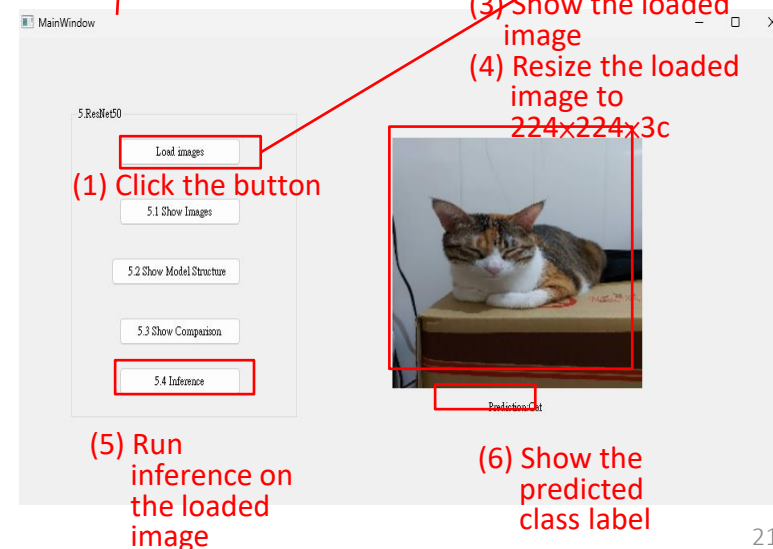 (3) Show the loaded
image
MainWindow
(4) Resize the loaded
image to
224x224x3c
5.ResNet50
Load images
(1) Click the button
5.1 Show Images
5.2 Show Model Structure
5.3 Show Comparison
5.4 Inference
Prediction:Cat
(5) Run
inference on
the loaded
image
(6) Show the
predicted
class label
21